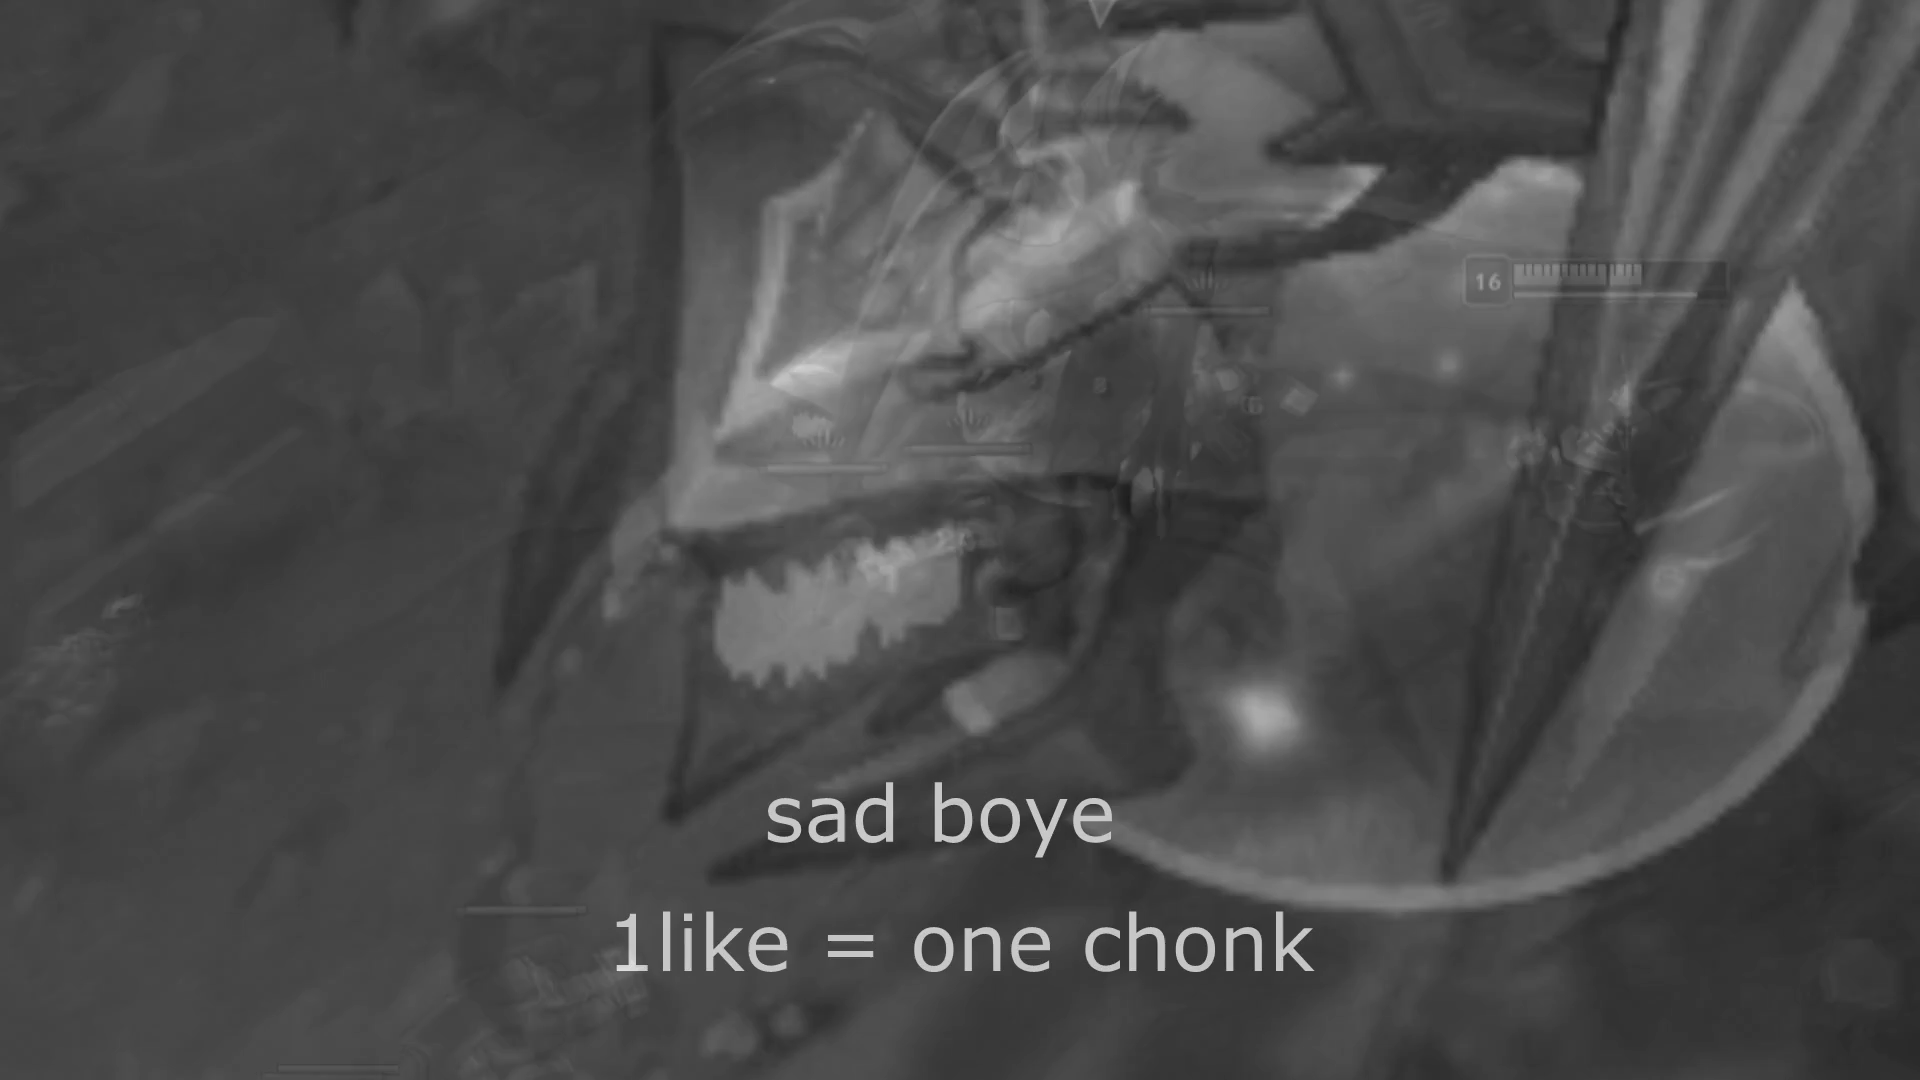 16
sad boye
1like = one chonk